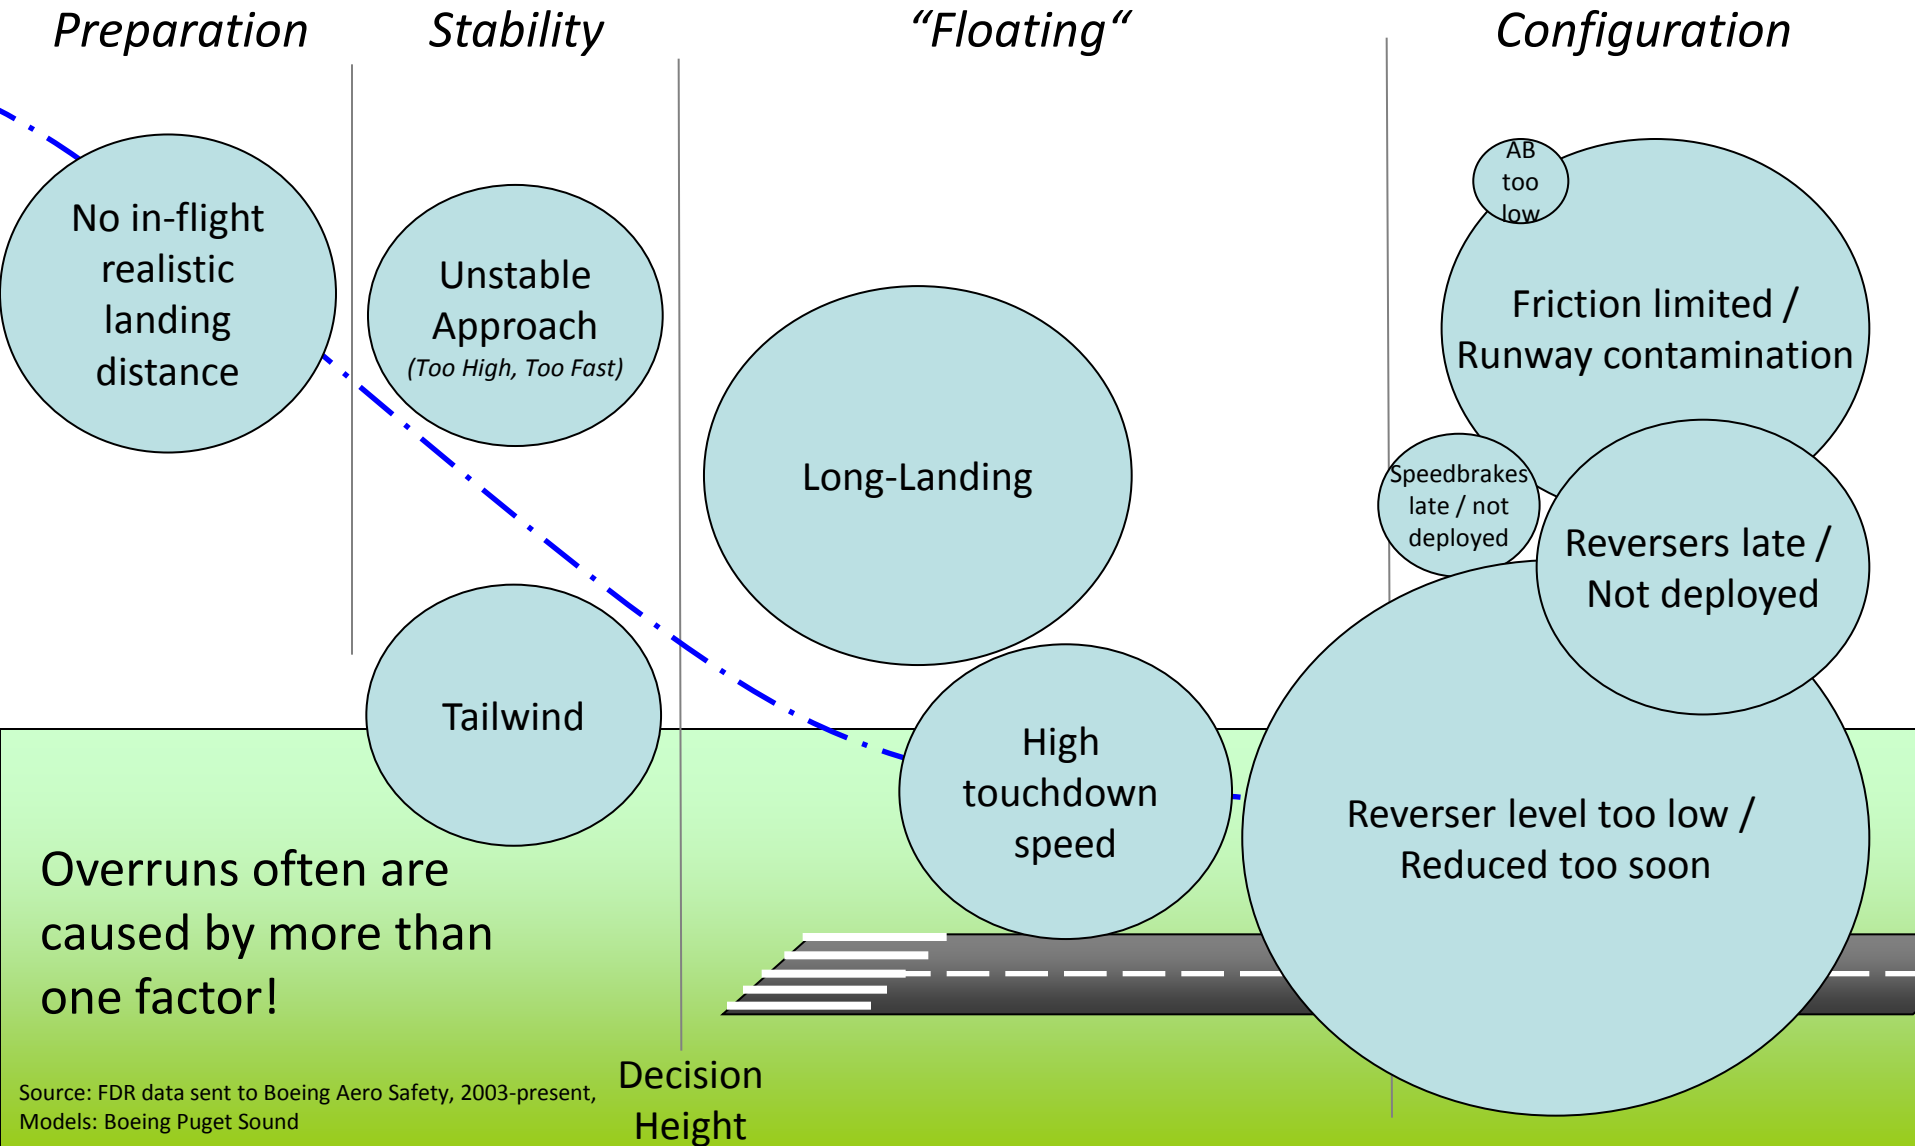 Preparation
Stability
“Floating“
Configuration
No in-flight
realistic
landing
distance
Unstable
Approach
(Too High, Too Fast)
Tailwind
Long-Landing
High
touchdown
speed
AB
too
low
Friction limited /
Runway contamination
Speedbrakes
late / not
deployed
Reversers late /
Not deployed
Reverser level too low /
Reduced too soon
Overruns often are
caused by more than
one factor!
Decision
Height
Source: FDR data sent to Boeing Aero Safety, 2003-present,
Models: Boeing Puget Sound